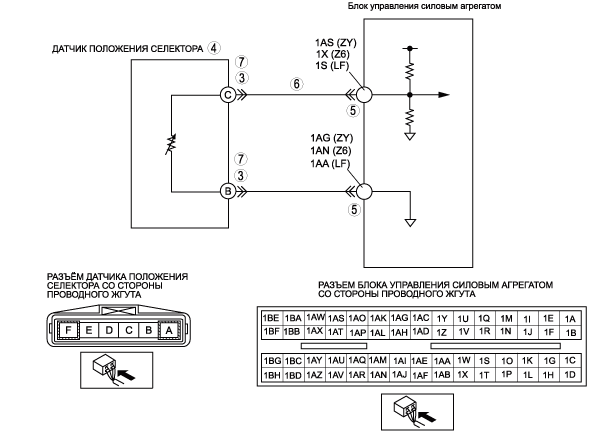 Блок управления силовым агрегатом
ДАТЧИК ПОЛОЖЕНИЯ СЕЛЕКТОРА 4
1AS (ZY)
1X (Z6)
1S (LF)
7
3
6
C
5
1AG (ZY)
1AN (Z6)
1AA (LF)
7
3
B
5
РАЗЪЁМ ДАТЧИКА ПОЛОЖЕНИЯ
СЕЛЕКТОРА СО СТОРОНЫ
ПРОВОДНОГО ЖГУТА
F E D C B A
РАЗЪЕМ БЛОКА УПРАВЛЕНИЯ СИЛОВЫМ АГРЕГАТОМ
СО СТОРОНЫ ПРОВОДНОГО ЖГУТА
1BE 1BA 1AW 1AS 1AO 1AK 1AG 1AC 1Y 1U 1Q 1M 1I 1E 1A
1BF 1BB 1AX 1AT 1AP 1AL 1AH 1AD 1Z 1V 1R 1N 1J 1F 1B
1BG 1BC 1AY 1AU 1AQ 1AM 1AI 1AE 1AA 1W 1S 1O 1K 1G 1C
1BH 1BD 1AZ 1AV 1AR 1AN 1AJ 1AF 1AB 1X 1T 1P 1L 1H 1D